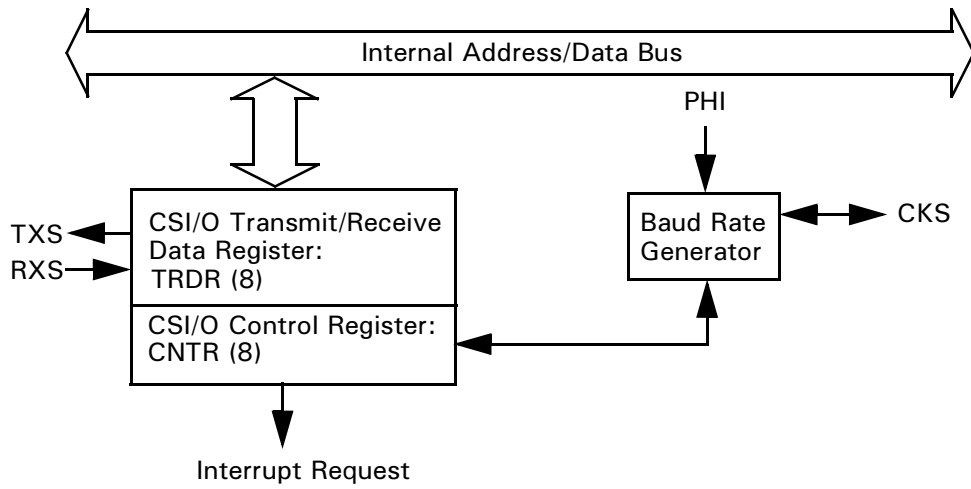 Internal Address/Data Bus
PHI
TXS
RXS
CSI/O Transmit/Receive
Data Register:
TRDR (8)
CSI/O Control Register:
CNTR (8)
Baud Rate
Generator
CKS
Interrupt Request